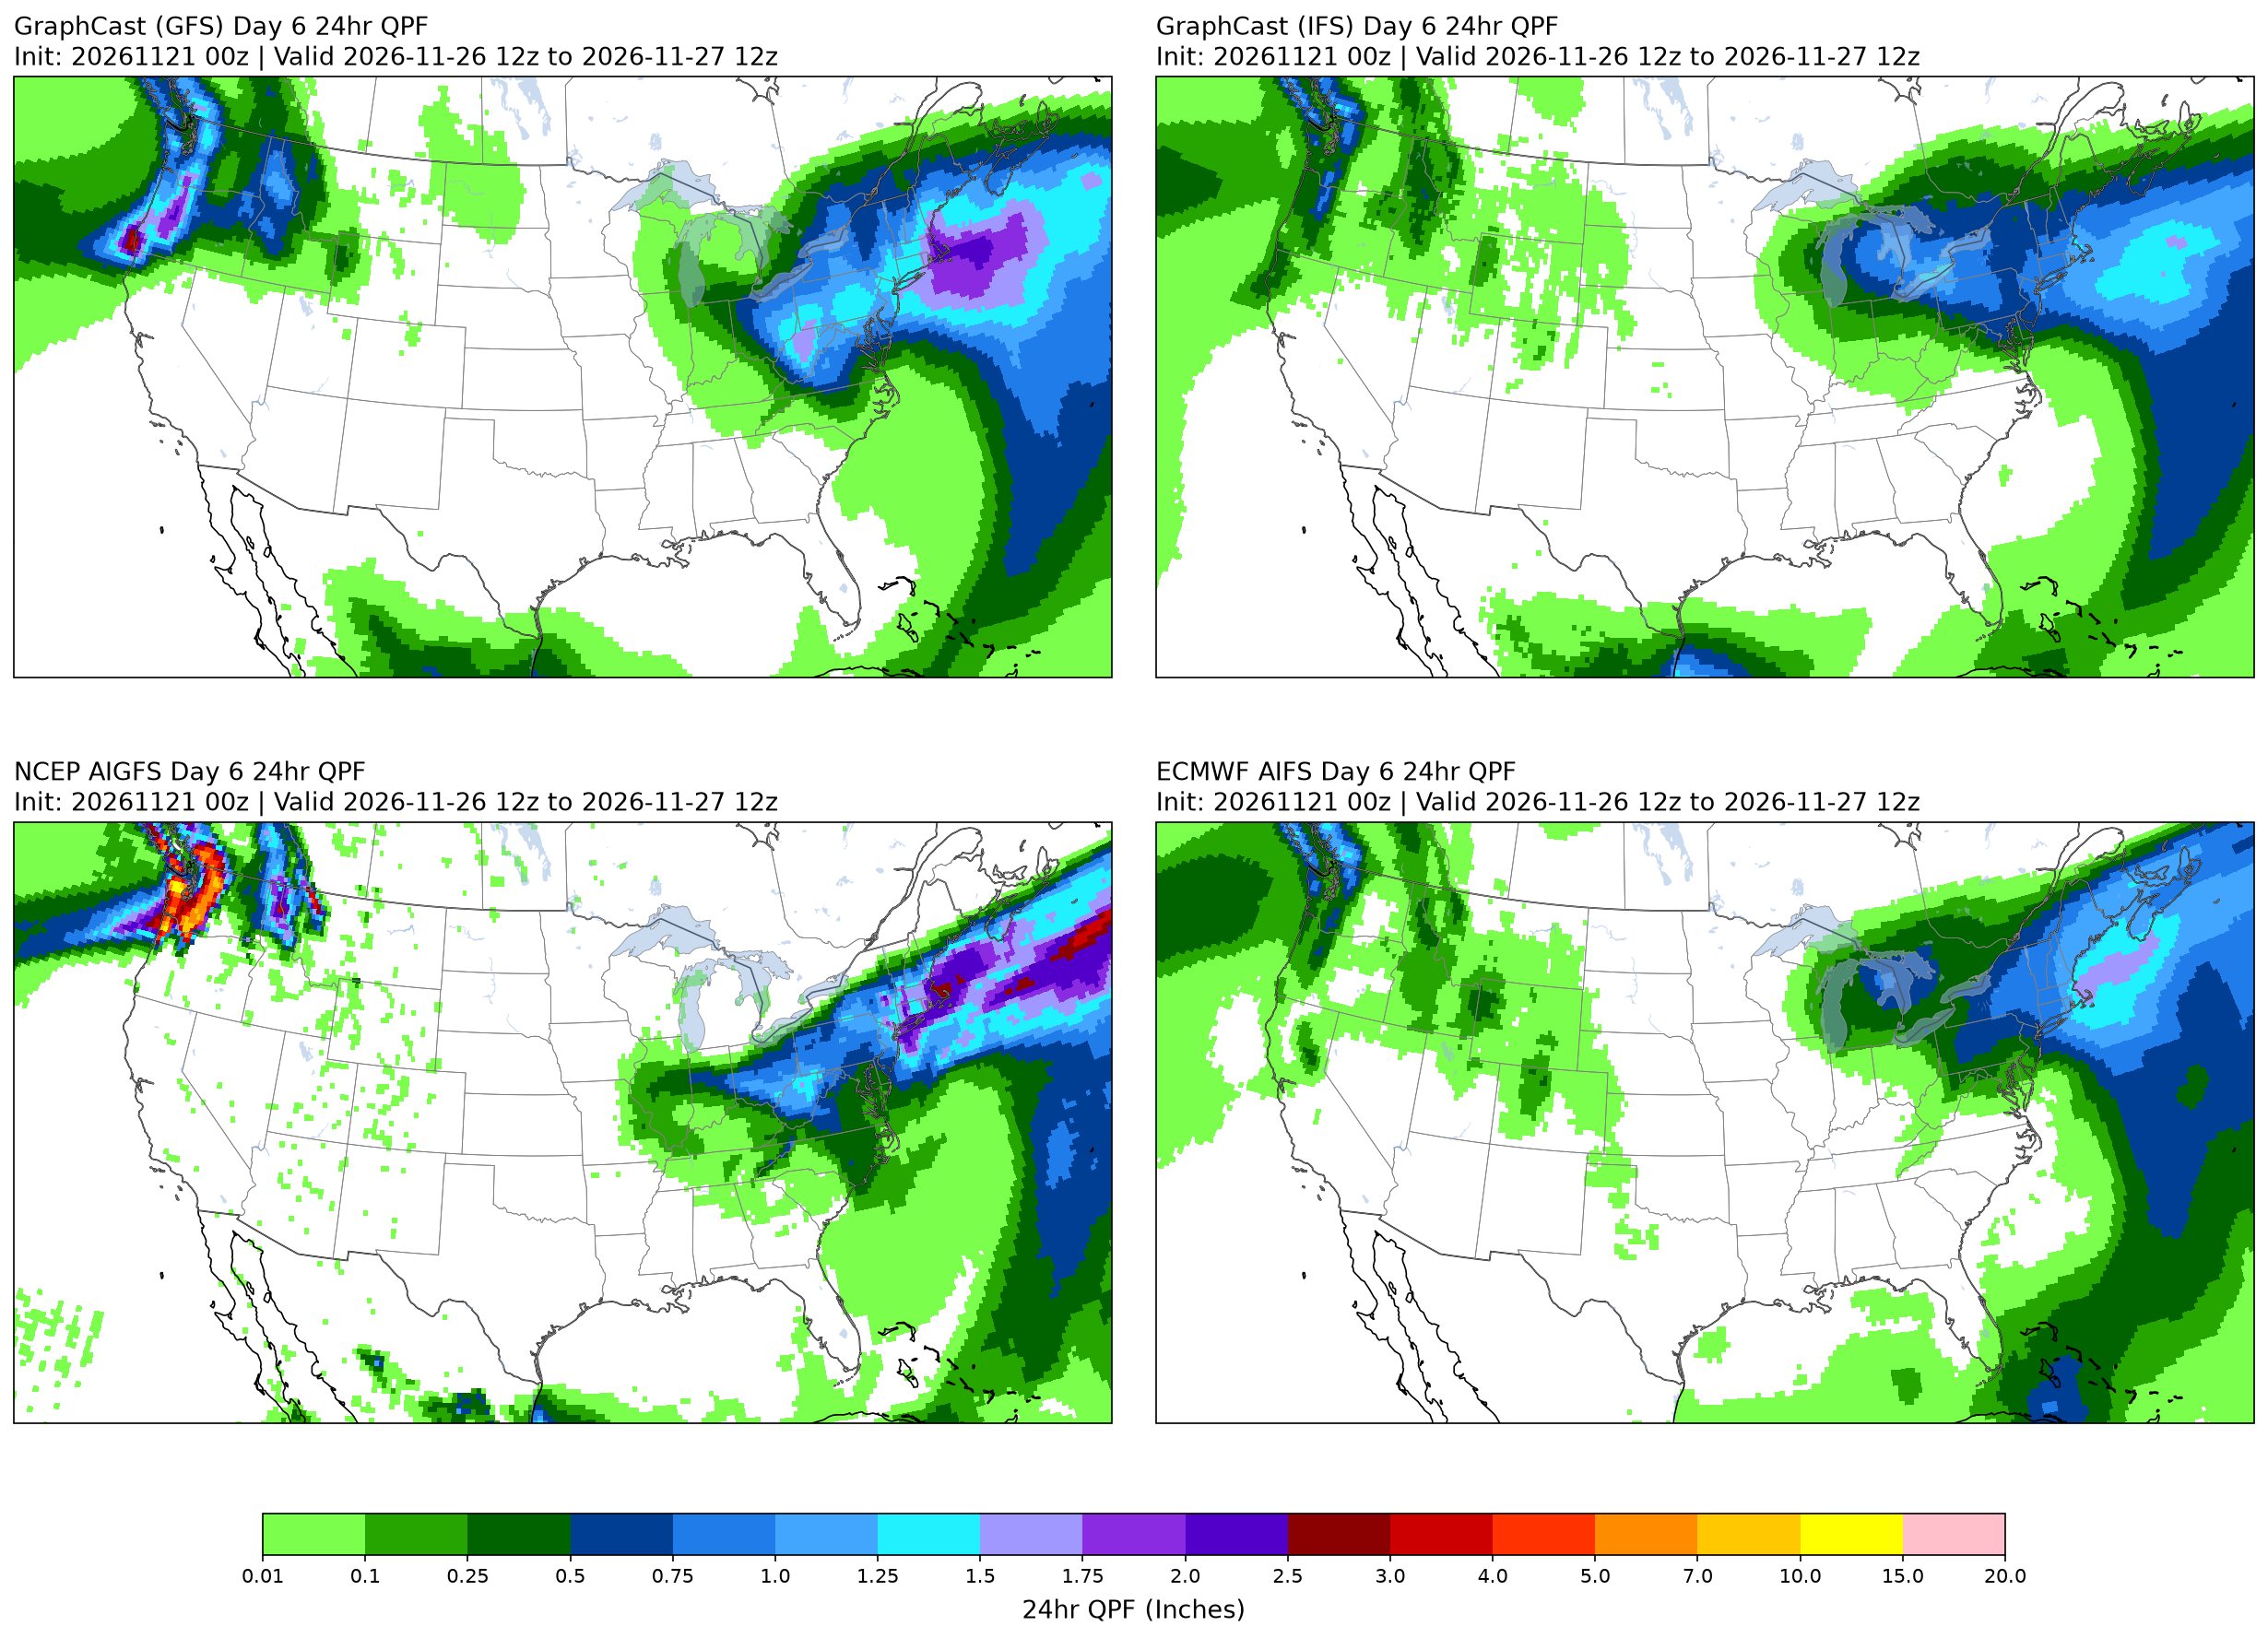 GraphCast (GFS) Day 6 24hr QPF
Init: 20261121 00z | Valid 2026-11-26 12z to 2026-11-27 12z
GraphCast (IFS) Day 6 24hr QPF
Init: 20261121 00z | Valid 2026-11-26 12z to 2026-11-27 12z
NCEP AIGFS Day 6 24hr QPF
Init: 20261121 00z | Valid 2026-11-26 12z to 2026-11-27 12z
ECMWF AIFS Day 6 24hr QPF
Init: 20261121 00z | Valid 2026-11-26 12z to 2026-11-27 12z
0.01 0.1 0.25 0.5 0.75 1.0 1.25 1.5 1.75 2.0 2.5 3.0 4.0 5.0 7.0 10.0 15.0 20.0
24hr QPF (Inches)